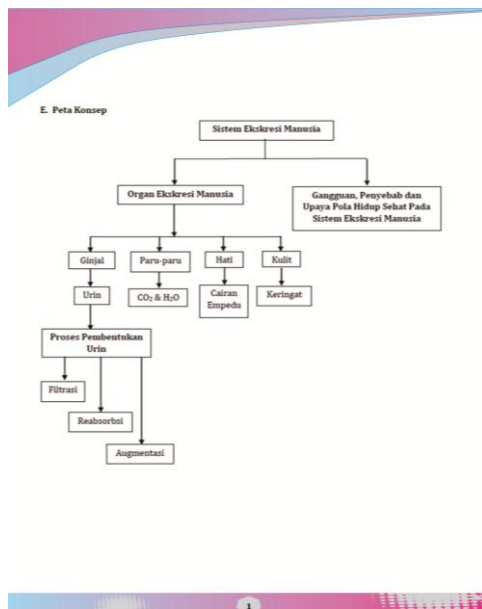 E. Peta Konsep
Sistem Ekskresi Manusia
Organ Ekskresi Manusia
Gangguan, Penyebab dan
Upaya Pola Hidup Sehat Pada
Sistem Ekskresi Manusia
Ginjal
Paru-paru
Hati
Kulit
Urin
CO₂ & H₂O
Cairan
Empedu
Keringat
Proses Pembentukan
Urin
Filtrasi
Reabsorbsi
Augmentasi
1